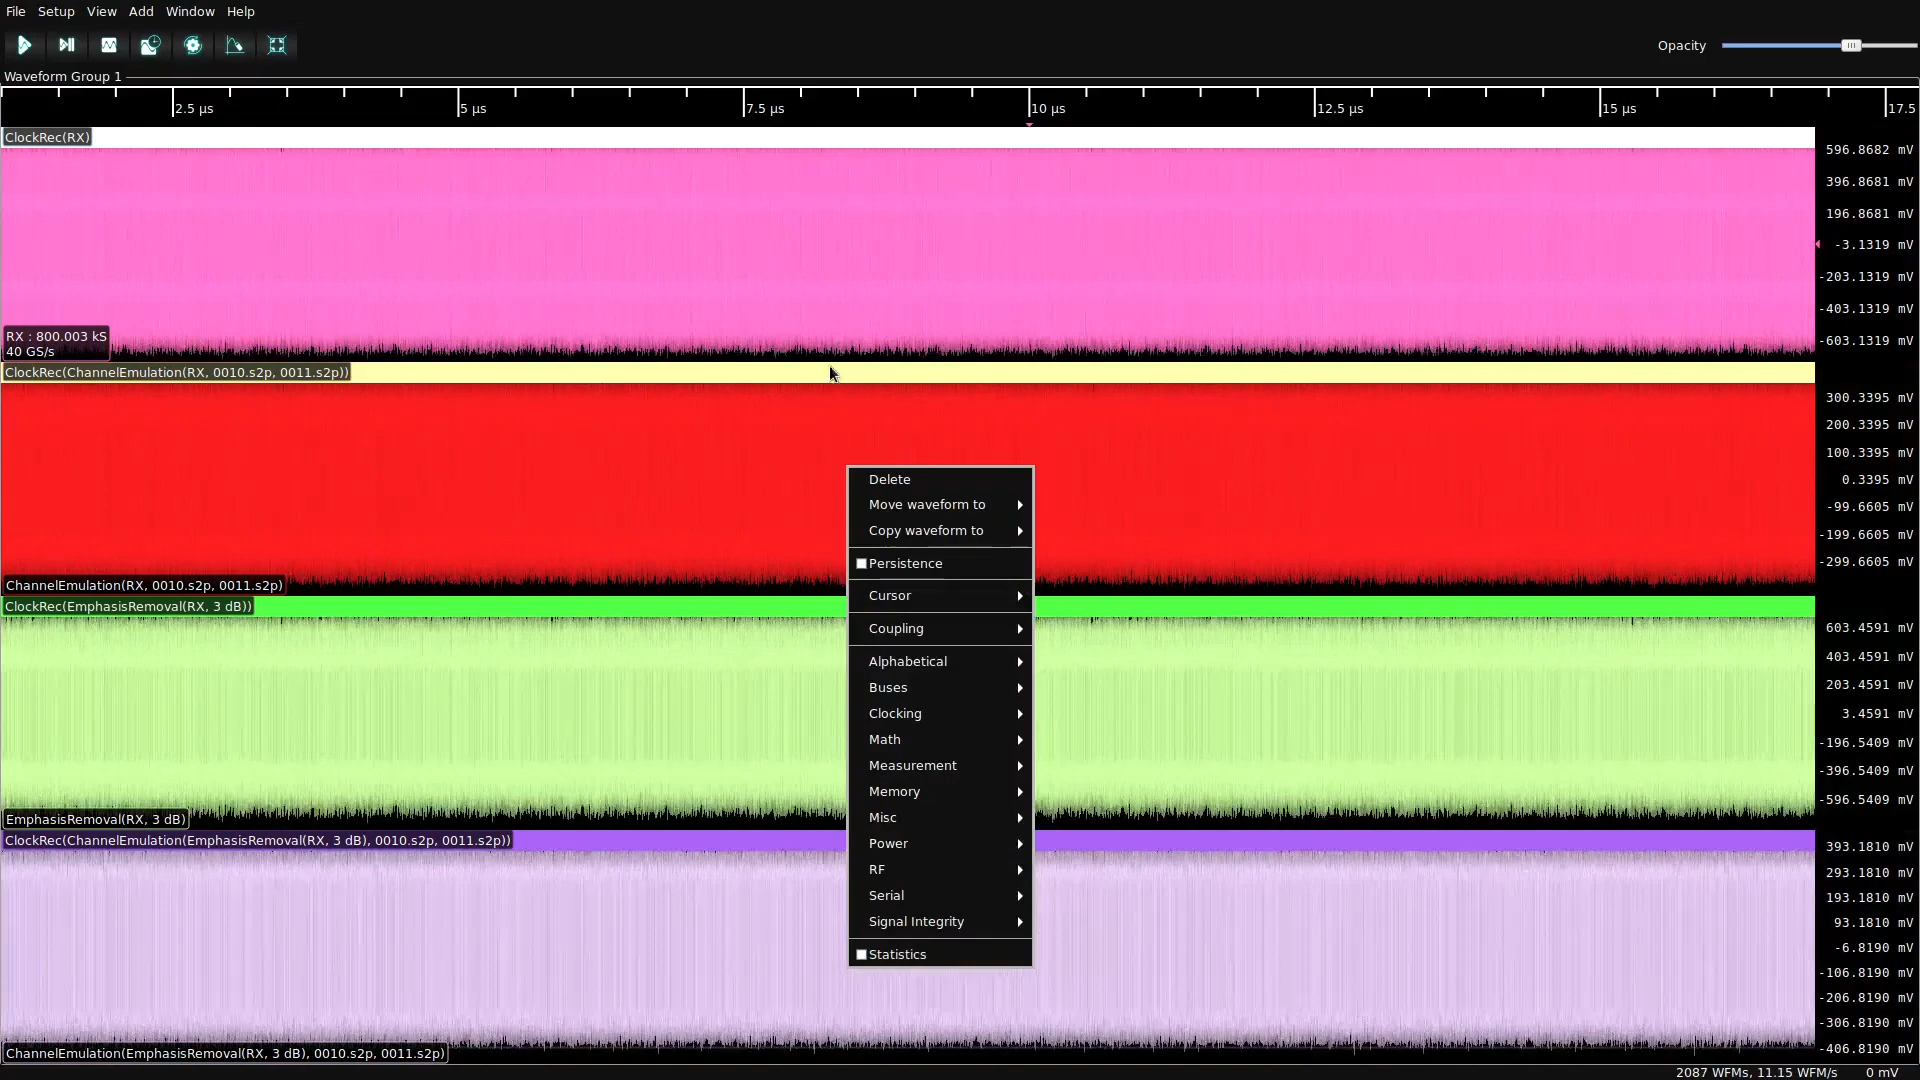 File Setup View Add Window Help
Opacity
Waveform Group 1
2.5 µs 5 µs 7.5 µs 10 µs 12.5 µs 15 µs 17.5
ClockRec(RX)
596.8682 mV
396.8681 mV
196.8681 mV
-3.1319 mV
-203.1319 mV
-403.1319 mV
-603.1319 mV
RX : 800.003 kS
40 GS/s
ClockRec(ChannelEmulation(RX, 0010.s2p, 0011.s2p))
300.3395 mV
200.3395 mV
100.3395 mV
0.3395 mV
-99.6605 mV
-199.6605 mV
-299.6605 mV
ChannelEmulation(RX, 0010.s2p, 0011.s2p)
ClockRec(EmphasisRemoval(RX, 3 dB))
603.4591 mV
403.4591 mV
203.4591 mV
3.4591 mV
-196.5409 mV
-396.5409 mV
-596.5409 mV
EmphasisRemoval(RX, 3 dB)
ClockRec(ChannelEmulation(EmphasisRemoval(RX, 3 dB), 0010.s2p, 0011.s2p))
393.1810 mV
293.1810 mV
193.1810 mV
93.1810 mV
-6.8190 mV
-106.8190 mV
-206.8190 mV
-306.8190 mV
-406.8190 mV
ChannelEmulation(EmphasisRemoval(RX, 3 dB), 0010.s2p, 0011.s2p)
Delete
Move waveform to
Copy waveform to
Persistence
Cursor
Coupling
Alphabetical
Buses
Clocking
Math
Measurement
Memory
Misc
Power
RF
Serial
Signal Integrity
Statistics
2087 WFMs, 11.15 WFM/s 0 mV